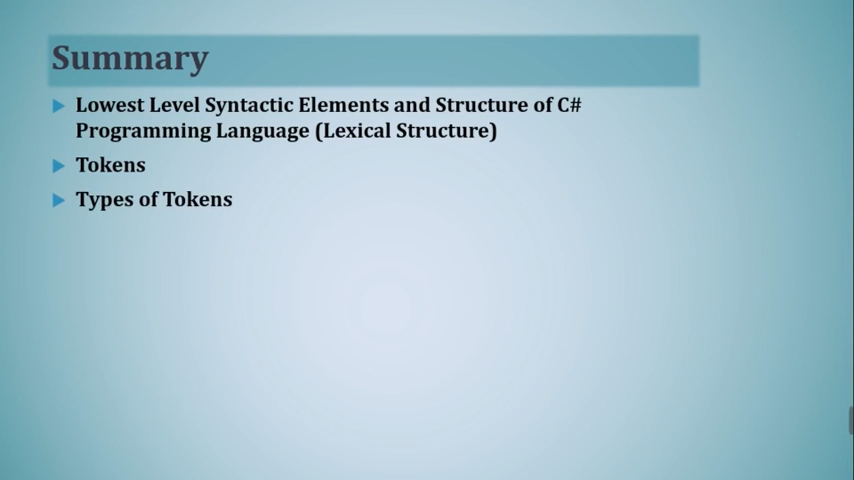 Summary
Lowest Level Syntactic Elements and Structure of C#
Programming Language (Lexical Structure)
Tokens
Types of Tokens